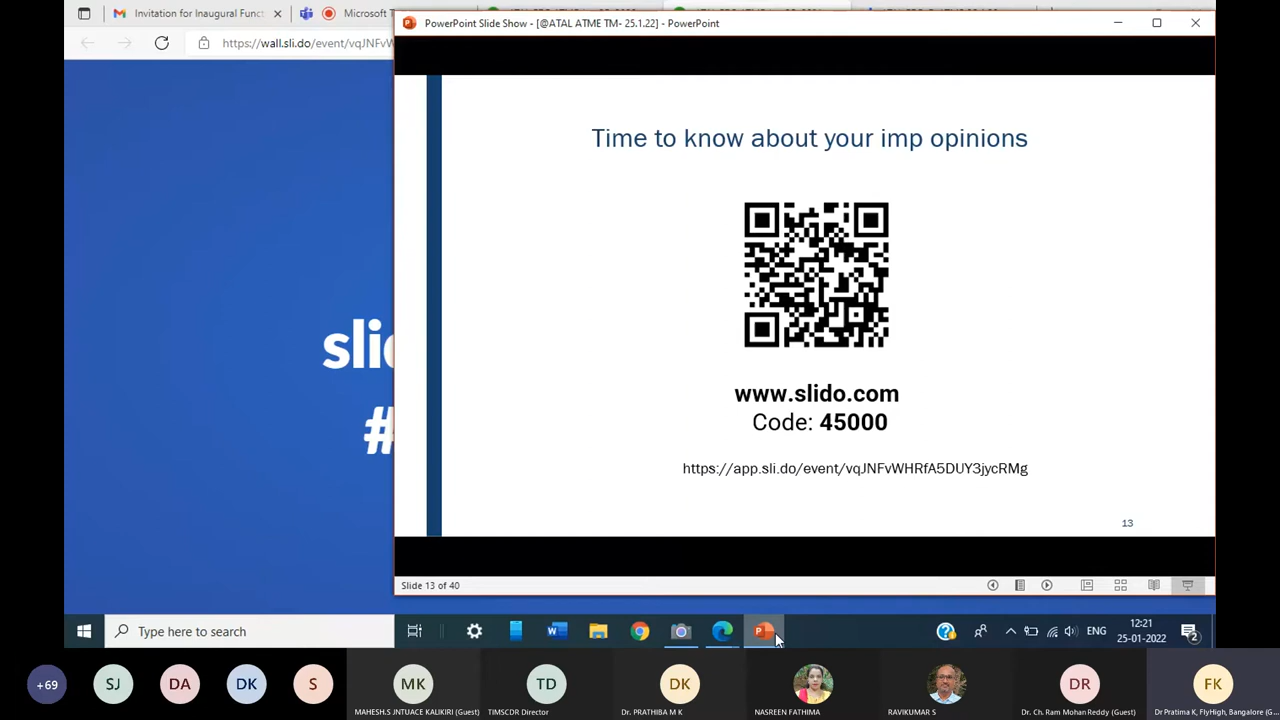 Invitation for Inaugural Funct
Microsoft T
PowerPoint Slide Show - [@ATAL ATME TM- 25.1.22] - PowerPoint
https://wall.sli.do/event/vqJNFvW
Time to know about your imp opinions
slid
#
www.slido.com
Code: 45000
https://app.sli.do/event/vqJNFvWHRfA5DUY3jycRMg
13
Slide 13 of 40
Type here to search
ENG
12:21
25-01-2022
2
+69
SJ
DA
DK
S
MK
TD
DK
DR
FK
MAHESH.S JNTUACE KALIKIRI (Guest)
TIMSCDR Director
Dr. PRATHIBA M K
NASREEN FATHIMA
RAVIKUMAR S
Dr. Ch. Ram Mohan Reddy (Guest)
Dr Pratima K, FlyHigh, Bangalore (G...